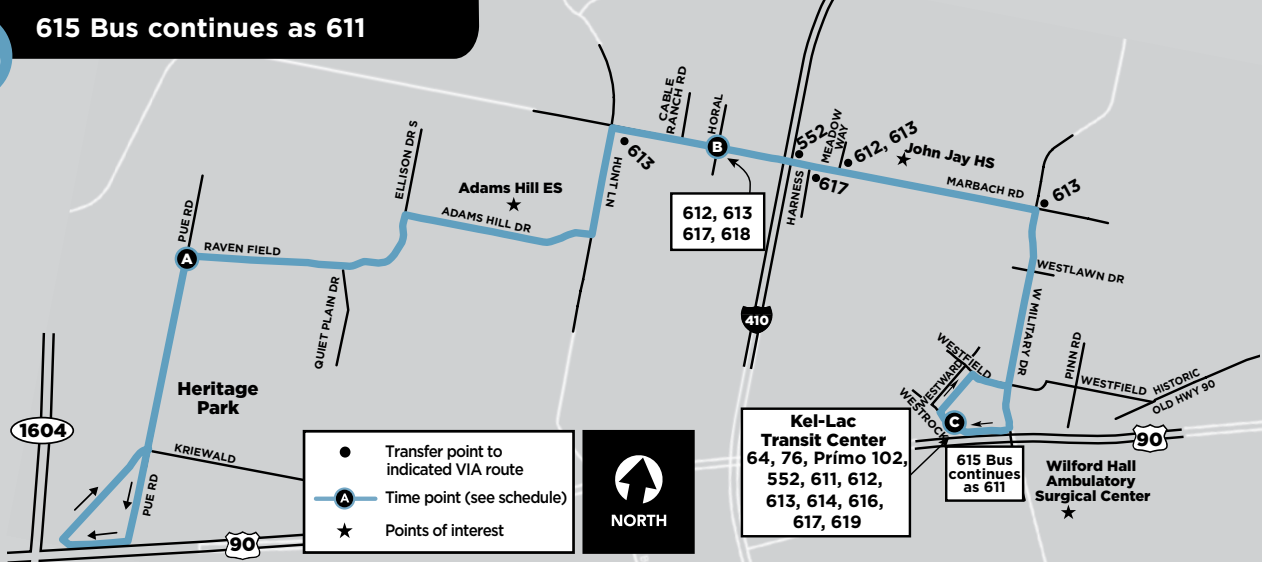 615 Bus continues as 611
CABLE
RANCH RD
HORAL
552
MEADOW
WAY
612, 613
John Jay HS
ELLISON DR S
613
B
Adams Hill ES
HUNT LN
617
MARBACH RD
613
PUE RD
ADAMS HILL DR
612, 613
617, 618
HARNESS
A
RAVEN FIELD
WESTLAWN DR
QUIET PLAIN DR
410
W MILITARY DR
PINN RD
WESTFIELD
WESTWARD
WESTFIELD
HISTORIC
OLD HWY 90
WESTROCK
Heritage
Park
C
1604
KRIEWALD
Kel-Lac
Transit Center
64, 76, Prímo 102,
552, 611, 612,
613, 614, 616,
617, 619
90
615 Bus
continues
as 611
Wilford Hall
Ambulatory
Surgical Center
PUE RD
90
Transfer point to
indicated VIA route
A
Time point (see schedule)
Points of interest
NORTH